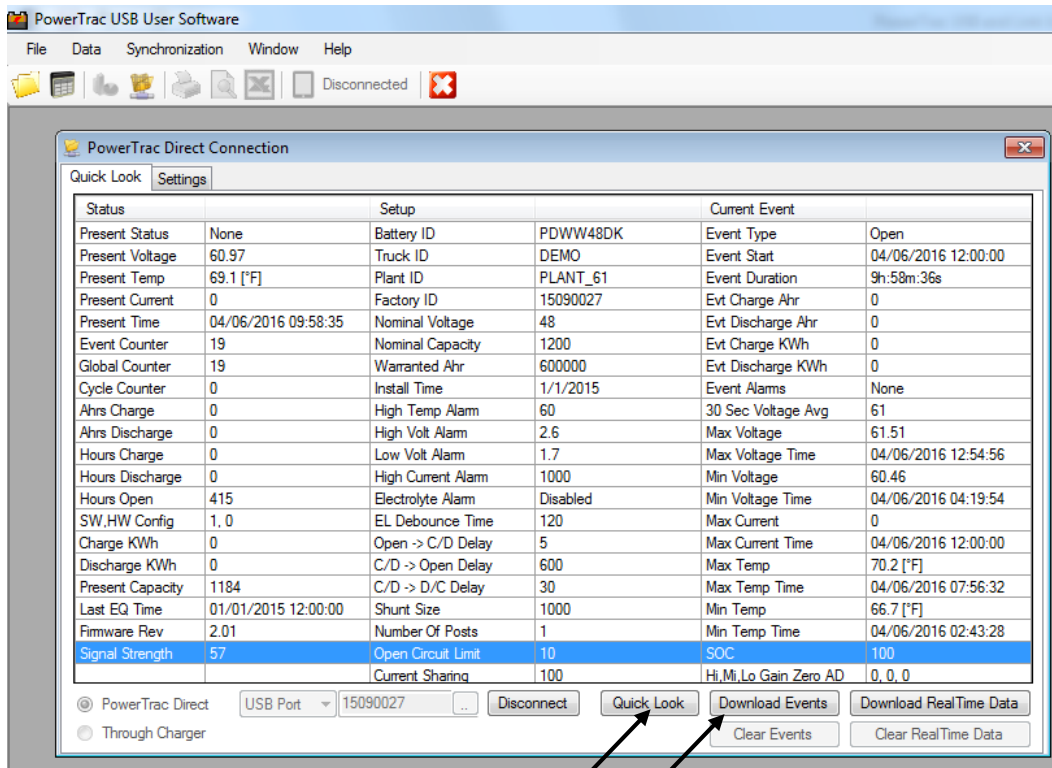 PowerTrac USB User Software
File Data Synchronization Window Help
Disconnected
PowerTrac Direct Connection
Quick Look Settings
Status Setup Current Event
Present Status None Battery ID PDWW48DK Event Type Open
Present Voltage 60.97 Truck ID DEMO Event Start 04/06/2016 12:00:00
Present Temp 69.1 [°F] Plant ID PLANT_61 Event Duration 9h:58m:36s
Present Current 0 Factory ID 15090027 Evt Charge Ahr 0
Present Time 04/06/2016 09:58:35 Nominal Voltage 48 Evt Discharge Ahr 0
Event Counter 19 Nominal Capacity 1200 Evt Charge KWh 0
Global Counter 19 Warranted Ahr 600000 Evt Discharge KWh 0
Cycle Counter 0 Install Time 1/1/2015 Event Alarms None
Ahrs Charge 0 High Temp Alarm 60 30 Sec Voltage Avg 61
Ahrs Discharge 0 High Volt Alarm 2.6 Max Voltage 61.51
Hours Charge 0 Low Volt Alarm 1.7 Max Voltage Time 04/06/2016 12:54:56
Hours Discharge 0 High Current Alarm 1000 Min Voltage 60.46
Hours Open 415 Electrolyte Alarm Disabled Min Voltage Time 04/06/2016 04:19:54
SW,HW Config 1, 0 EL Debounce Time 120 Max Current 0
Charge KWh 0 Open -> C/D Delay 5 Max Current Time 04/06/2016 12:00:00
Discharge KWh 0 C/D -> Open Delay 600 Max Temp 70.2 [°F]
Present Capacity 1184 C/D -> D/C Delay 30 Max Temp Time 04/06/2016 07:56:32
Last EQ Time 01/01/2015 12:00:00 Shunt Size 1000 Min Temp 66.7 [°F]
Firmware Rev 2.01 Number Of Posts 1 Min Temp Time 04/06/2016 02:43:28
Signal Strength 57 Open Circuit Limit 10 SOC 100
Current Sharing 100 Hi,Mi,Lo Gain Zero AD 0, 0, 0
PowerTrac Direct USB Port 15090027 .. Disconnect Quick Look Download Events Download RealTime Data
Through Charger Clear Events Clear RealTime Data